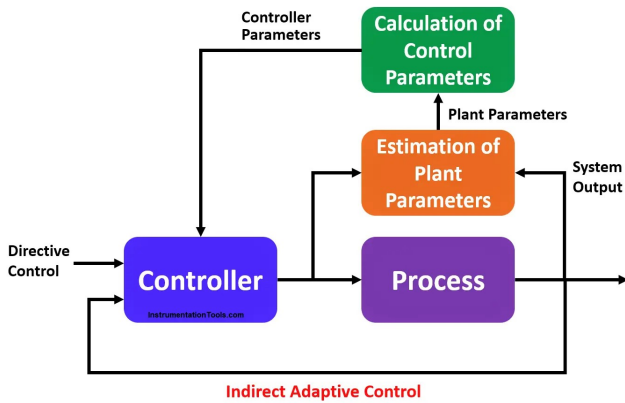 Controller
Parameters
Calculation of
Control
Parameters
Plant Parameters
Estimation of
Plant
Parameters
System
Output
Directive
Control
Controller
InstrumentationTools.com
Process
Indirect Adaptive Control